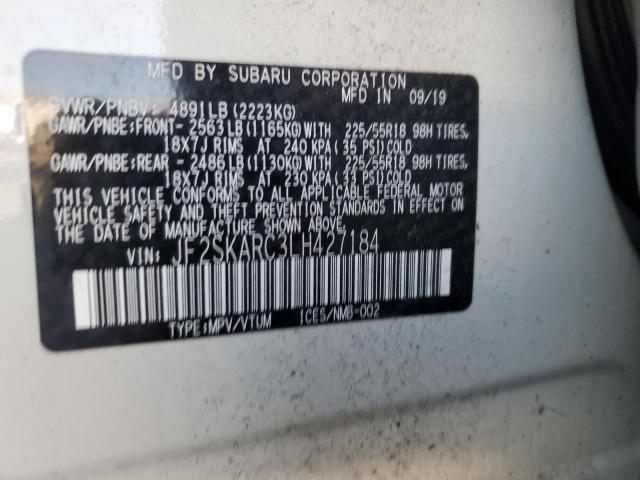 MFD BY SUBARU CORPORATION
MFD IN 09/19
GVWR/PNBV: 4891LB (2223KG)
GAWR/PNBE:FRONT- 2563LB(1165KG)WITH 225/55R18 98H TIRES,
18X7J RIMS AT 240 KPA(35 PSI)COLD
GAWR/PNBE:REAR - 2486LB(1130KG)WITH 225/55R18 98H TIRES,
18X7J RIMS AT 230 KPA(33 PSI)COLD
THIS VEHICLE CONFORMS TO ALL APPLICABLE FEDERAL MOTOR
VEHICLE SAFETY AND THEFT PREVENTION STANDARDS IN EFFECT ON
THE DATE OF MANUFACTURE SHOWN ABOVE.
VIN: JF2SKARC3LH427184
TYPE:MPV/VTUM ICES/NMB-002